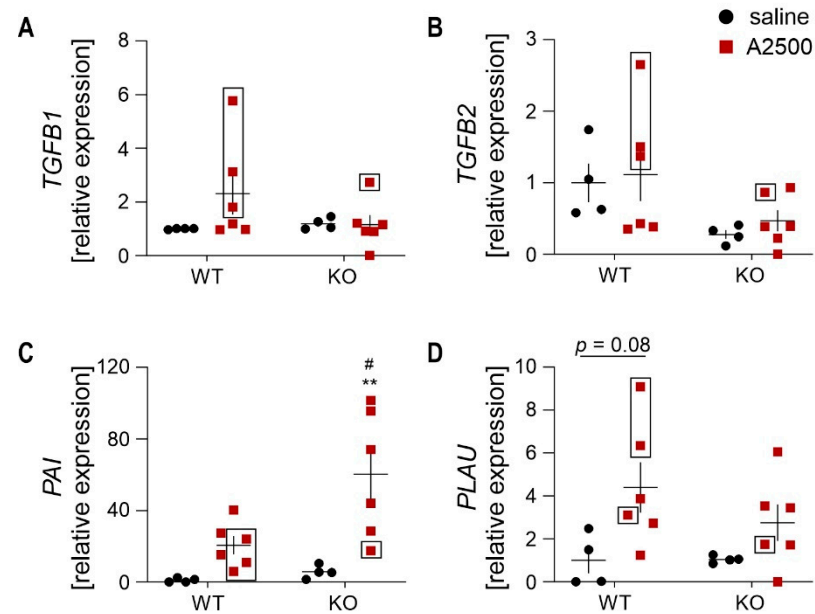 saline
A2500
A
TGFB1
[relative expression]
8
6
4
2
0
WT
KO
B
TGFB2
[relative expression]
3
2
1
0
WT
KO
C
PAI
[relative expression]
120
80
40
0
#
**
WT
KO
D
PLAU
[relative expression]
10
8
6
4
2
0
p = 0.08
WT
KO